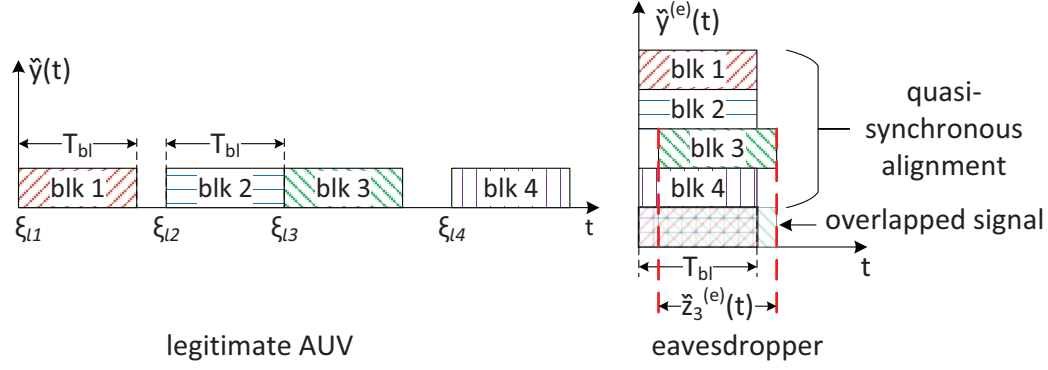 ŷ(t)
T_bl
T_bl
blk 1
blk 2
blk 3
blk 4
ξ_l1
ξ_l2
ξ_l3
ξ_l4
t
legitimate AUV
ŷ^(e)(t)
blk 1
blk 2
blk 3
blk 4
quasi-
synchronous
alignment
overlapped signal
t
T_bl
z̃_3^(e)(t)
eavesdropper